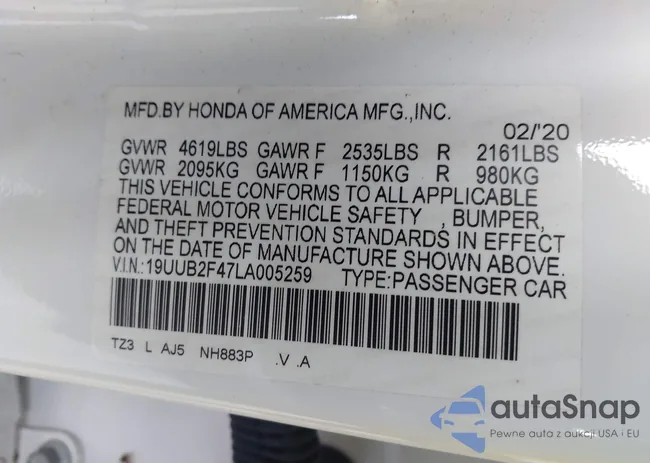 MFD.BY HONDA OF AMERICA MFG.,INC.
02/'20
GVWR 4619LBS GAWR F 2535LBS R 2161LBS
GVWR 2095KG GAWR F 1150KG R 980KG
THIS VEHICLE CONFORMS TO ALL APPLICABLE
FEDERAL MOTOR VEHICLE SAFETY , BUMPER,
AND THEFT PREVENTION STANDARDS IN EFFECT
ON THE DATE OF MANUFACTURE SHOWN ABOVE.
V.I.N.:19UUB2F47LA005259 TYPE:PASSENGER CAR
TZ3 L AJ5 NH883P .V .A
autaSnap
Pewne auta z aukcji USA i EU